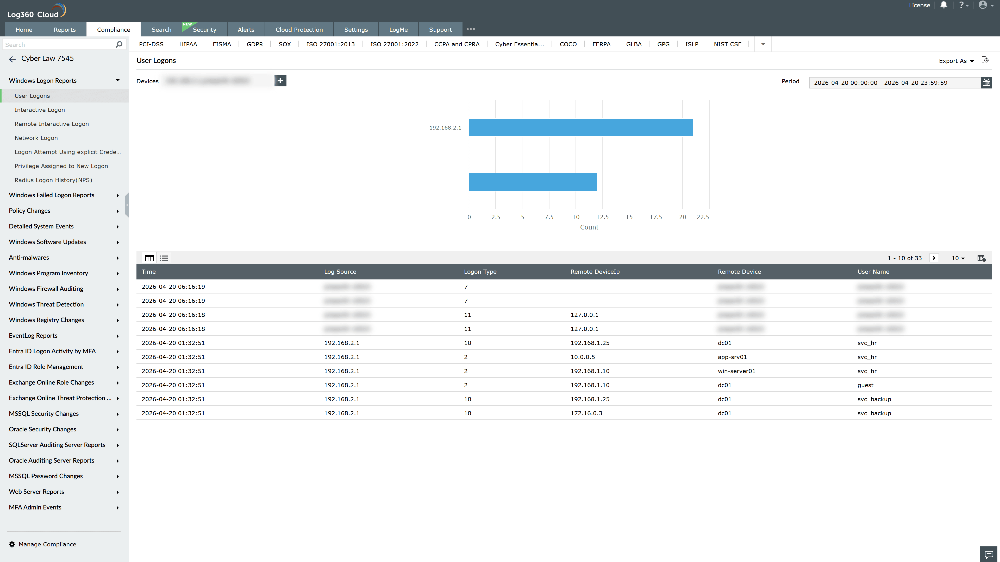 License
?
Log360 Cloud
Home Reports Compliance Search NEW Security Alerts Cloud Protection Settings LogMe Support
Search
PCI-DSS HIPAA FISMA GDPR SOX ISO 27001:2013 ISO 27001:2022 CCPA and CPRA Cyber Essentia... COCO FERPA GLBA GPG ISLP NIST CSF
Cyber Law 7545
Windows Logon Reports
User Logons
Interactive Logon
Remote Interactive Logon
Network Logon
Logon Attempt Using explicit Crede...
Privilege Assigned to New Logon
Radius Logon History(NPS)
Windows Failed Logon Reports
Policy Changes
Detailed System Events
Windows Software Updates
Anti-malwares
Windows Program Inventory
Windows Firewall Auditing
Windows Threat Detection
Windows Registry Changes
EventLog Reports
Entra ID Logon Activity by MFA
Entra ID Role Management
Exchange Online Role Changes
Exchange Online Threat Protection ...
MSSQL Security Changes
Oracle Security Changes
SQLServer Auditing Server Reports
Oracle Auditing Server Reports
MSSQL Password Changes
Web Server Reports
MFA Admin Events
Manage Compliance
User Logons
Export As
Devices
Period 2026-04-20 00:00:00 - 2026-04-20 23:59:59
192.168.2.1
0 2.5 5 7.5 10 12.5 15 17.5 20 22.5
Count
1 - 10 of 33 10
Time Log Source Logon Type Remote DeviceIp Remote Device User Name
2026-04-20 06:16:19 7 -
2026-04-20 06:16:19 7 -
2026-04-20 06:16:18 11 127.0.0.1
2026-04-20 06:16:18 11 127.0.0.1
2026-04-20 01:32:51 192.168.2.1 10 192.168.1.25 dc01 svc_hr
2026-04-20 01:32:51 192.168.2.1 2 10.0.0.5 app-srv01 svc_hr
2026-04-20 01:32:51 192.168.2.1 2 192.168.1.10 win-server01 svc_hr
2026-04-20 01:32:51 192.168.2.1 2 192.168.1.10 dc01 guest
2026-04-20 01:32:51 192.168.2.1 10 192.168.1.25 dc01 svc_backup
2026-04-20 01:32:51 192.168.2.1 10 172.16.0.3 dc01 svc_backup